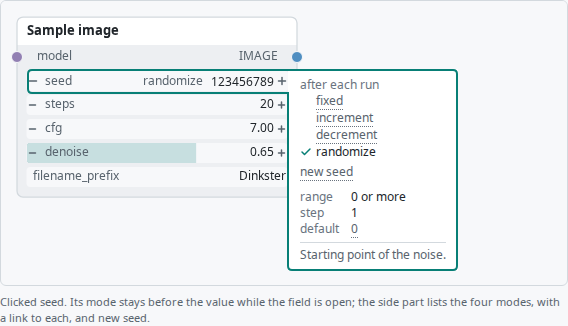 Sample image
model IMAGE
− seed randomize 123456789 +
− steps 20 +
− cfg 7.00 +
− denoise 0.65 +
filename_prefix Dinkster
after each run
fixed
increment
decrement
✓ randomize
new seed
range 0 or more
step 1
default 0
Starting point of the noise.
Clicked seed. Its mode stays before the value while the field is open; the side part lists the four modes, with
a link to each, and new seed.